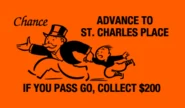 Chance
ADVANCE TO
ST. CHARLES PLACE
IF YOU PASS GO, COLLECT $200